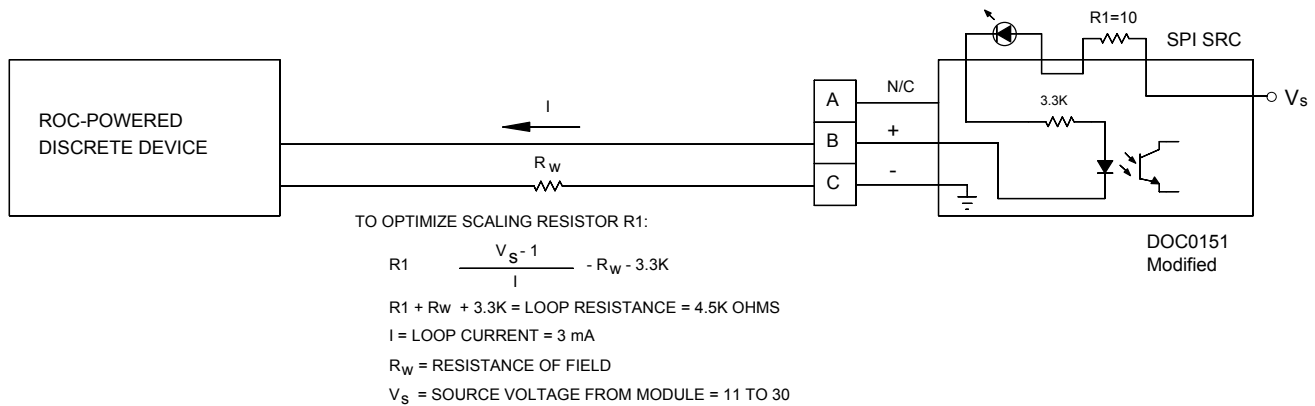 R1=10
SPI SRC
ROC-POWERED
DISCRETE DEVICE
I
A
N/C
3.3K
Vs
B
+
RW
C
-
TO OPTIMIZE SCALING RESISTOR R1:
R1 VS - 1 / I - RW - 3.3K
R1 + Rw + 3.3K = LOOP RESISTANCE = 4.5K OHMS
I = LOOP CURRENT = 3 mA
RW = RESISTANCE OF FIELD
VS = SOURCE VOLTAGE FROM MODULE = 11 TO 30
DOC0151
Modified